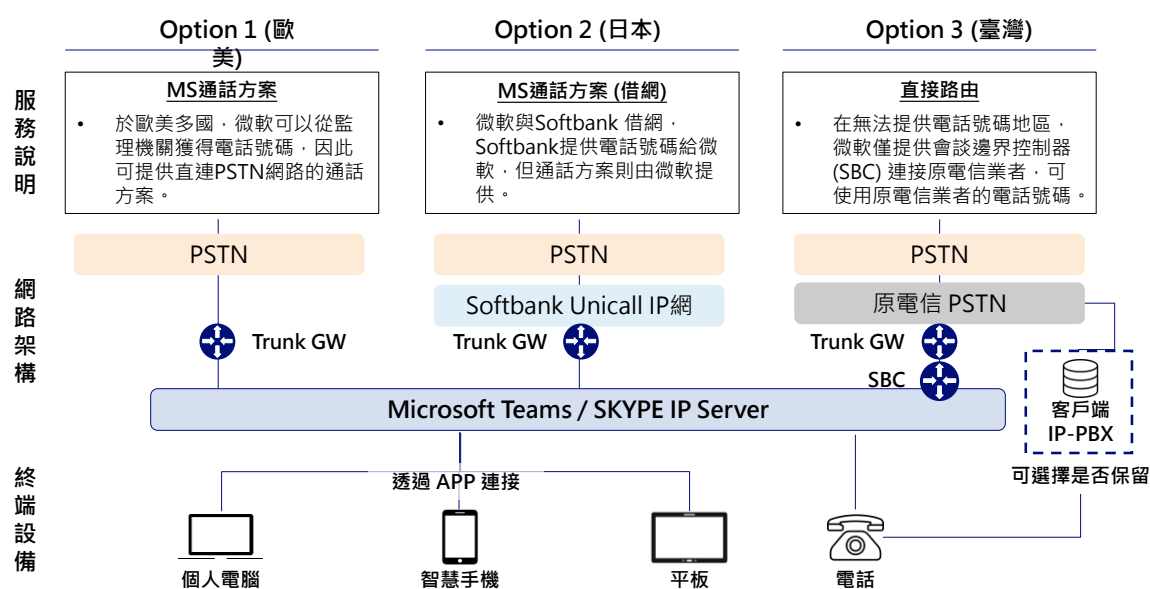 Option 1 (歐
美)
Option 2 (日本)
Option 3 (臺灣)
服務說明
MS通話方案
• 於歐美多國，微軟可以從監
理機關獲得電話號碼，因此
可提供直連PSTN網路的通話
方案。
MS通話方案 (借網)
• 微軟與Softbank 借網，
Softbank提供電話號碼給微
軟，但通話方案則由微軟提
供。
直接路由
• 在無法提供電話號碼地區，
微軟僅提供會談邊界控制器
(SBC) 連接原電信業者，可
使用原電信業者的電話號碼。
網路架構
PSTN
PSTN
PSTN
Softbank Unicall IP網
原電信 PSTN
Trunk GW
Trunk GW
Trunk GW
SBC
客戶端
IP-PBX
Microsoft Teams / SKYPE IP Server
可選擇是否保留
終端設備
透過 APP 連接
個人電腦
智慧手機
平板
電話